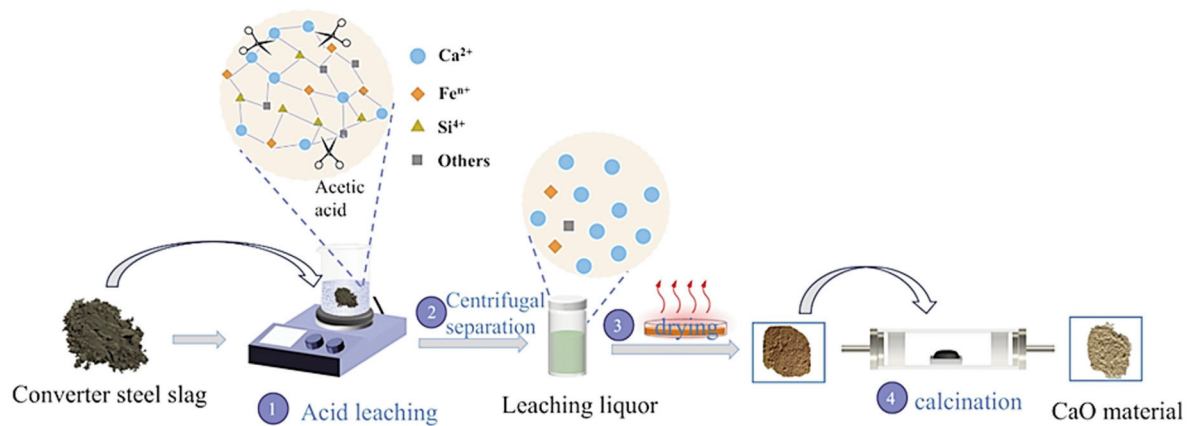 Ca²⁺
Feⁿ⁺
Si⁴⁺
Others
Acetic
acid
2
Centrifugal
separation
3
drying
Converter steel slag
1
Acid leaching
Leaching liquor
4
calcination
CaO material